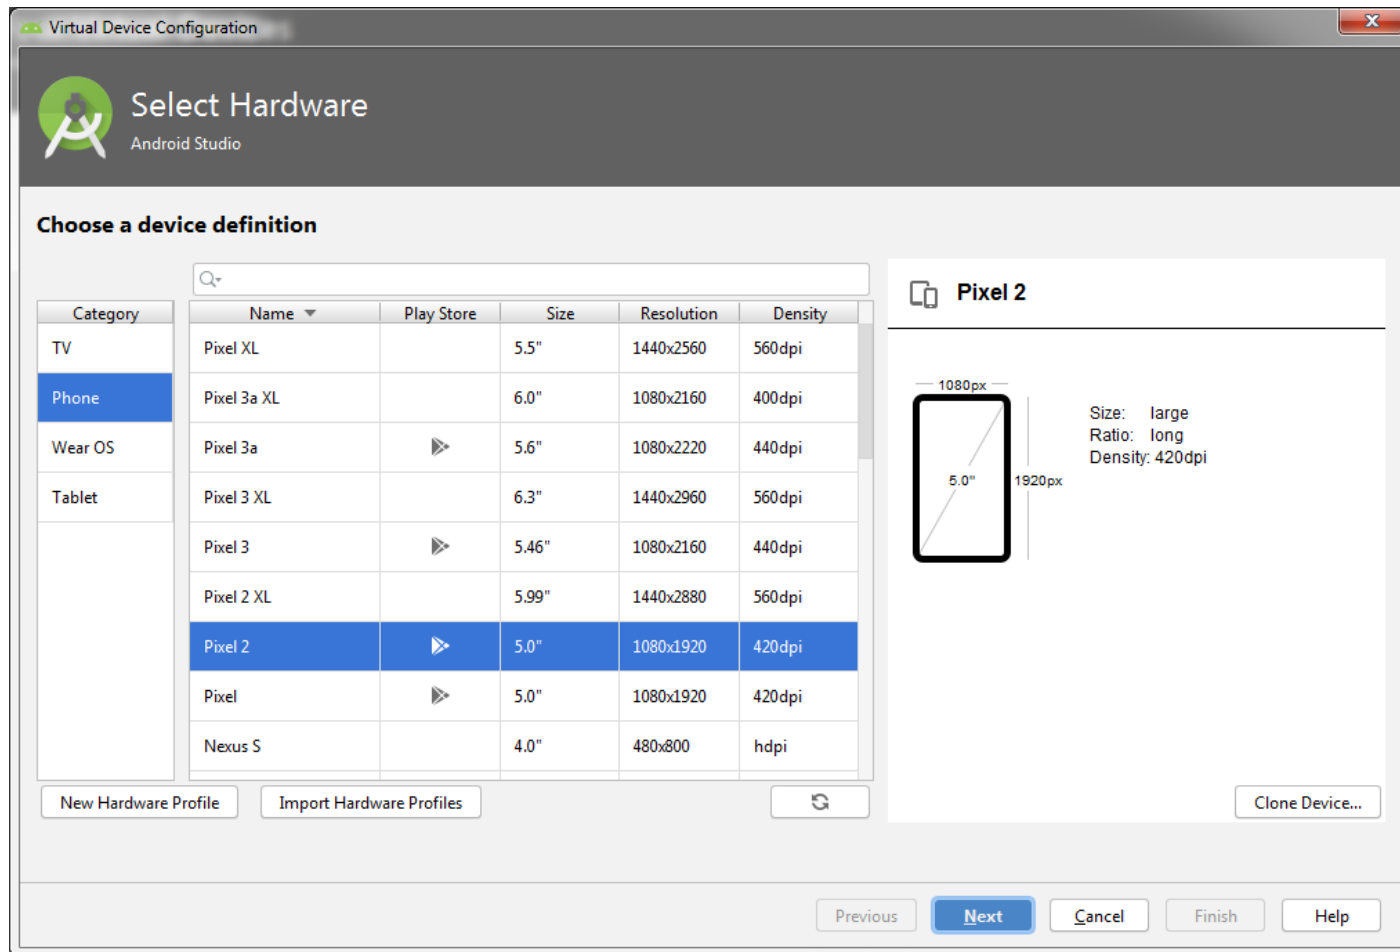 Virtual Device Configuration
Select Hardware
Android Studio
Choose a device definition
Category
TV
Phone
Wear OS
Tablet
Name Play Store Size Resolution Density
Pixel XL 5.5" 1440x2560 560dpi
Pixel 3a XL 6.0" 1080x2160 400dpi
Pixel 3a 5.6" 1080x2220 440dpi
Pixel 3 XL 6.3" 1440x2960 560dpi
Pixel 3 5.46" 1080x2160 440dpi
Pixel 2 XL 5.99" 1440x2880 560dpi
Pixel 2 5.0" 1080x1920 420dpi
Pixel 5.0" 1080x1920 420dpi
Nexus S 4.0" 480x800 hdpi
New Hardware Profile Import Hardware Profiles
Pixel 2
1080px
5.0"
1920px
Size: large
Ratio: long
Density: 420dpi
Clone Device...
Previous Next Cancel Finish Help